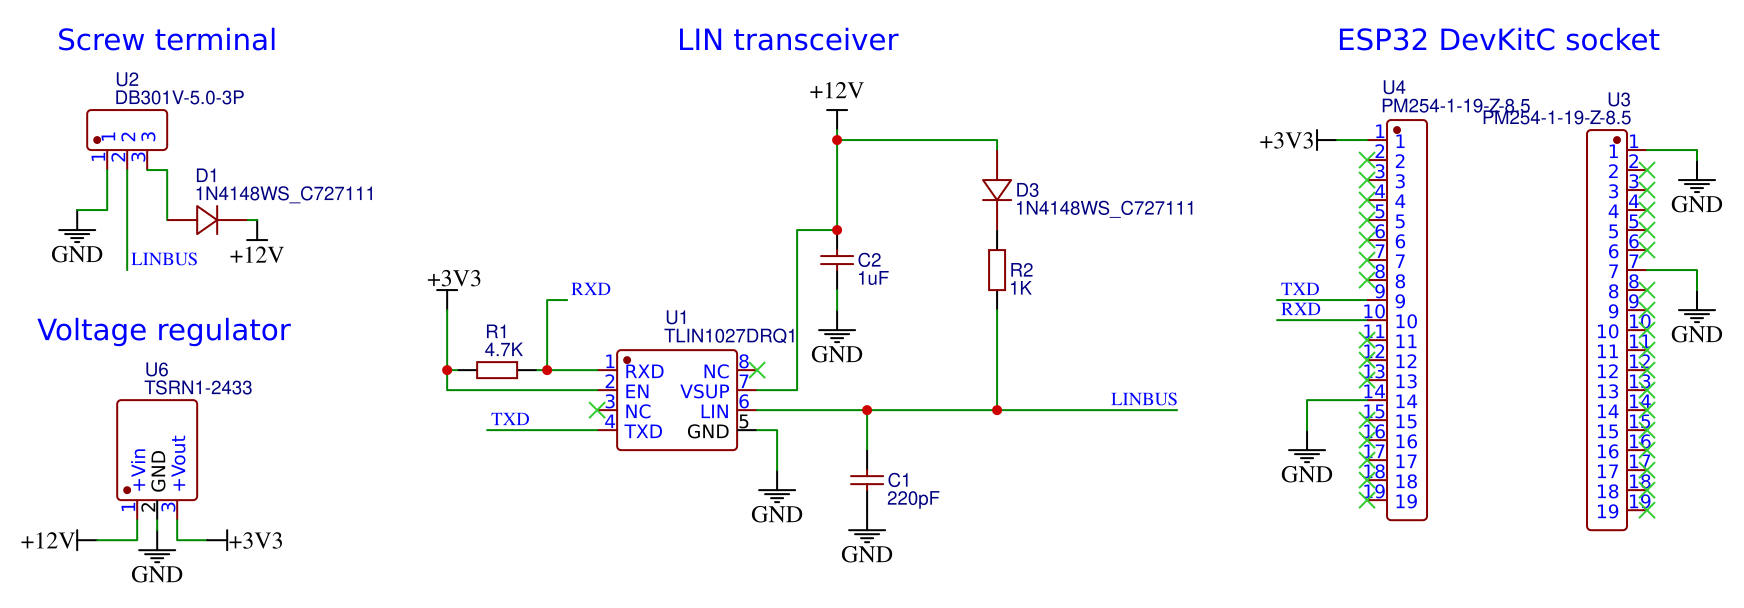 Screw terminal
U2
DB301V-5.0-3P
1 2 3
1 2 3
D1
1N4148WS_C727111
GND
LINBUS
+12V
Voltage regulator
U6
TSRN1-2433
+Vin GND +Vout
1 2 3
+12V
+3V3
GND
LIN transceiver
+12V
D3
1N4148WS_C727111
C2
1uF
R2
1K
GND
+3V3
RXD
R1
4.7K
U1
TLIN1027DRQ1
1 RXD NC 8
2 EN VSUP 7
3 NC LIN 6
4 TXD GND 5
TXD
LINBUS
C1
220pF
GND
GND
ESP32 DevKitC socket
U4
PM254-1-19-Z-8.5
U3
PM254-1-19-Z-8.5
+3V3
1 1
2 2
3 3
4 4
5 5
6 6
7 7
8 8
TXD 9 9
RXD 10 10
11 11
12 12
13 13
14 14
15 15
16 16
17 17
18 18
19 19
GND
1 1
2 2
3 3
4 4
5 5
6 6
7 7
8 8
9 9
10 10
11 11
12 12
13 13
14 14
15 15
16 16
17 17
18 18
19 19
GND
GND